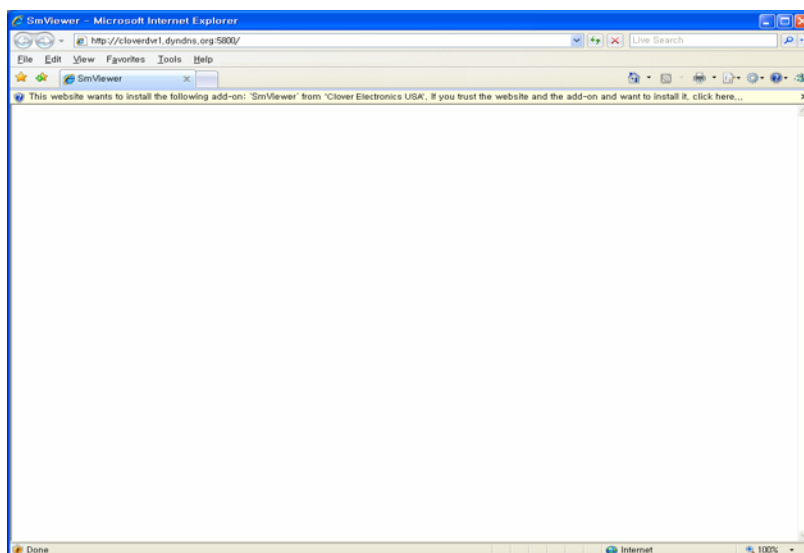 SmViewer - Microsoft Internet Explorer
http://cloverdvr1.dyndns.org:5800/
Live Search
File Edit View Favorites Tools Help
SmViewer
This website wants to install the following add-on: 'SmViewer' from 'Clover Electronics USA'. If you trust the website and the add-on and want to install it, click here...
Done
Internet
100%